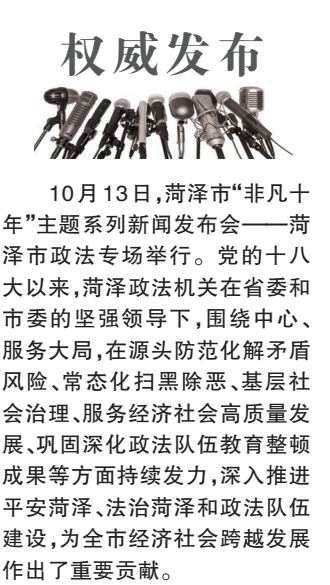 权威发布
10月13日,菏泽市“非凡十
年”主题系列新闻发布会——菏
泽市政法专场举行。党的十八
大以来,菏泽政法机关在省委和
市委的坚强领导下,围绕中心、
服务大局,在源头防范化解矛盾
风险、常态化扫黑除恶、基层社
会治理、服务经济社会高质量发
展、巩固深化政法队伍教育整顿
成果等方面持续发力,深入推进
平安菏泽、法治菏泽和政法队伍
建设,为全市经济社会跨越发展
作出了重要贡献。